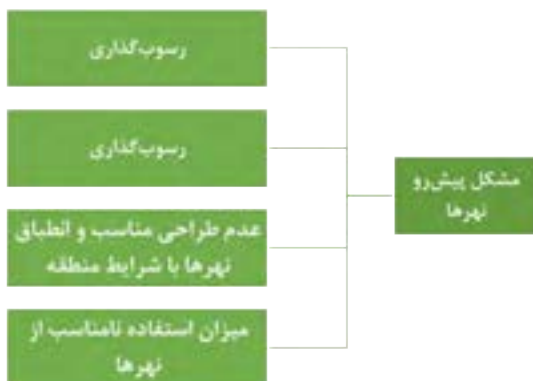 مشکل پیش‌رو
نهرها
رسوب‌گذاری
رسوب‌گذاری
عدم طراحی مناسب و انطباق
نهرها با شرایط منطقه
میزان استفاده نامناسب از
نهرها